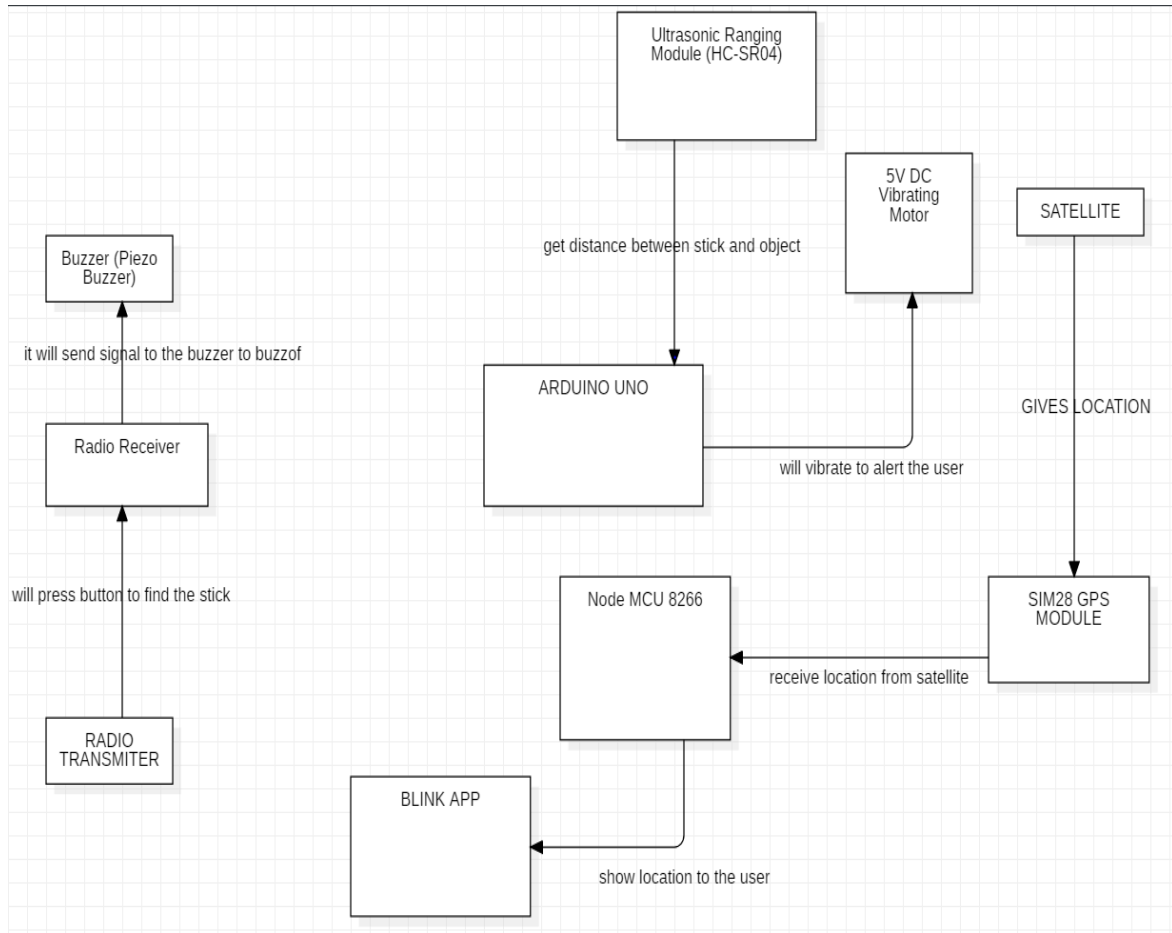 Ultrasonic Ranging
Module (HC-SR04)
5V DC
Vibrating
Motor
SATELLITE
Buzzer (Piezo
Buzzer)
get distance between stick and object
it will send signal to the buzzer to buzzof
ARDUINO UNO
GIVES LOCATION
Radio Receiver
will vibrate to alert the user
will press button to find the stick
Node MCU 8266
SIM28 GPS
MODULE
receive location from satellite
RADIO
TRANSMITER
BLINK APP
show location to the user